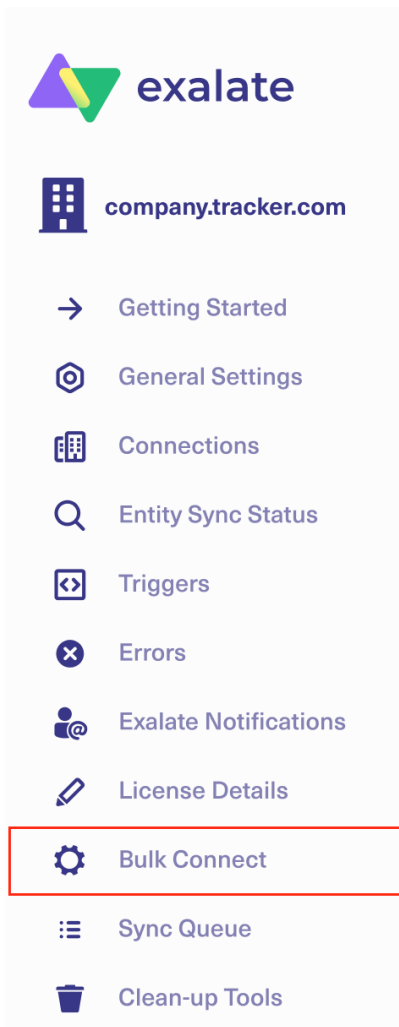 exalate
company.tracker.com
Getting Started
General Settings
Connections
Entity Sync Status
Triggers
Errors
Exalate Notifications
License Details
Bulk Connect
Sync Queue
Clean-up Tools